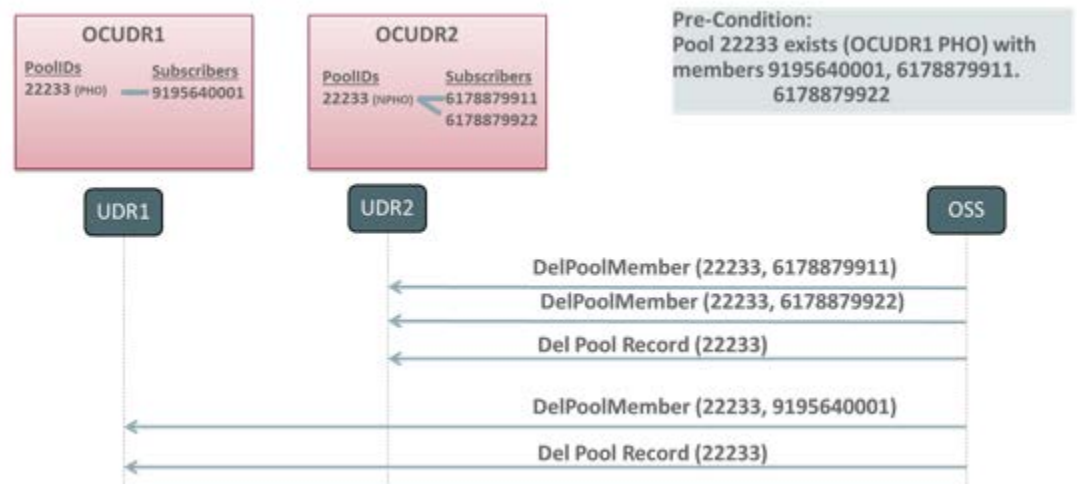 OCUDR1
PoolIDs Subscribers
22233 (PHO) 9195640001
OCUDR2
PoolIDs Subscribers
22233 (NPHO) 6178879911
6178879922
Pre-Condition:
Pool 22233 exists (OCUDR1 PHO) with
members 9195640001, 6178879911.
6178879922
UDR1
UDR2
OSS
DelPoolMember (22233, 6178879911)
DelPoolMember (22233, 6178879922)
Del Pool Record (22233)
DelPoolMember (22233, 9195640001)
Del Pool Record (22233)